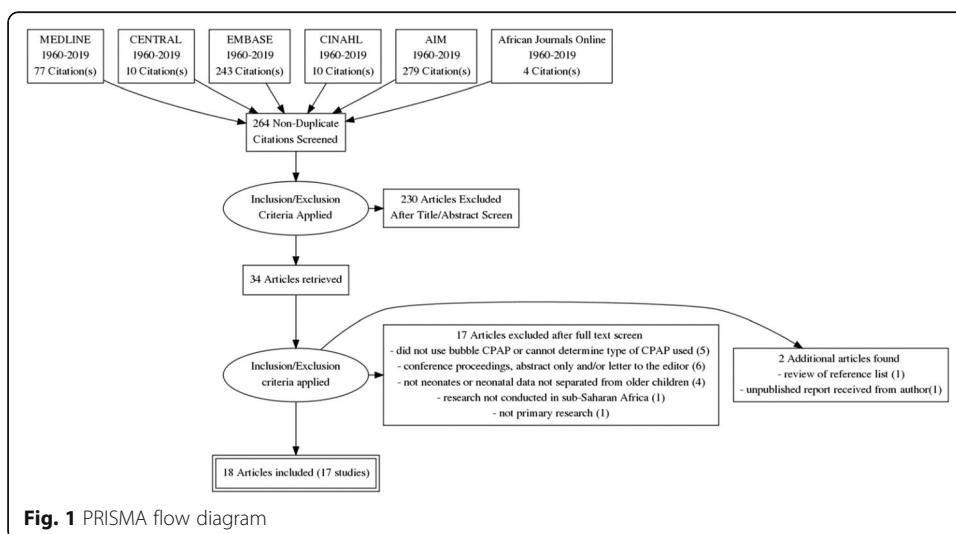 MEDLINE
1960-2019
77 Citation(s)
CENTRAL
1960-2019
10 Citation(s)
EMBASE
1960-2019
243 Citation(s)
CINAHL
1960-2019
10 Citation(s)
AIM
1960-2019
279 Citation(s)
African Journals Online
1960-2019
4 Citation(s)
264 Non-Duplicate
Citations Screened
Inclusion/Exclusion
Criteria Applied
230 Articles Excluded
After Title/Abstract Screen
34 Articles retrieved
Inclusion/Exclusion
criteria applied
17 Articles excluded after full text screen
- did not use bubble CPAP or cannot determine type of CPAP used (5)
- conference proceedings, abstract only and/or letter to the editor (6)
- not neonates or neonatal data not separated from older children (4)
- research not conducted in sub-Saharan Africa (1)
- not primary research (1)
2 Additional articles found
- review of reference list (1)
- unpublished report received from author(1)
18 Articles included (17 studies)
Fig. 1 PRISMA flow diagram